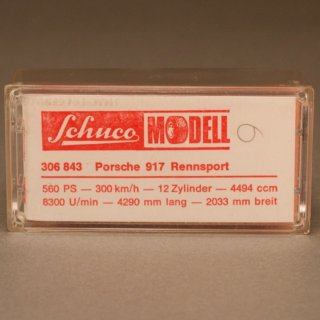 Schuco MODELL
306 843 Porsche 917 Rennsport
560 PS — 300 km/h — 12 Zylinder — 4494 ccm
8300 U/min — 4290 mm lang — 2033 mm breit